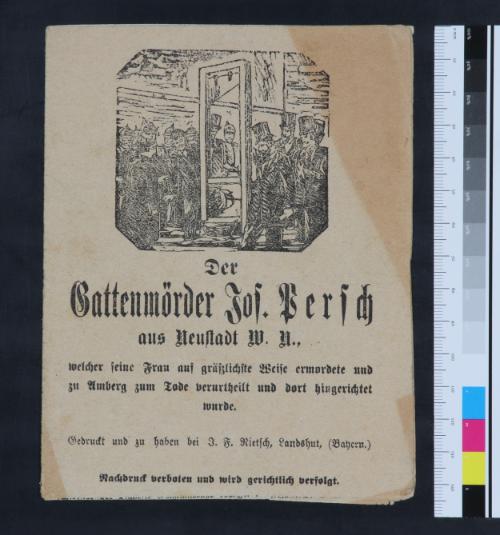 Der
Gattenmörder Jos. Persch
aus Neustadt W. N.,
welcher seine Frau auf gräßlichste Weise ermordete und
zu Amberg zum Tode verurtheilt und dort hingerichtet
wurde.
Gedruckt und zu haben bei J. F. Rietsch, Landshut, (Bayern.)
Nachdruck verboten und wird gerichtlich verfolgt.